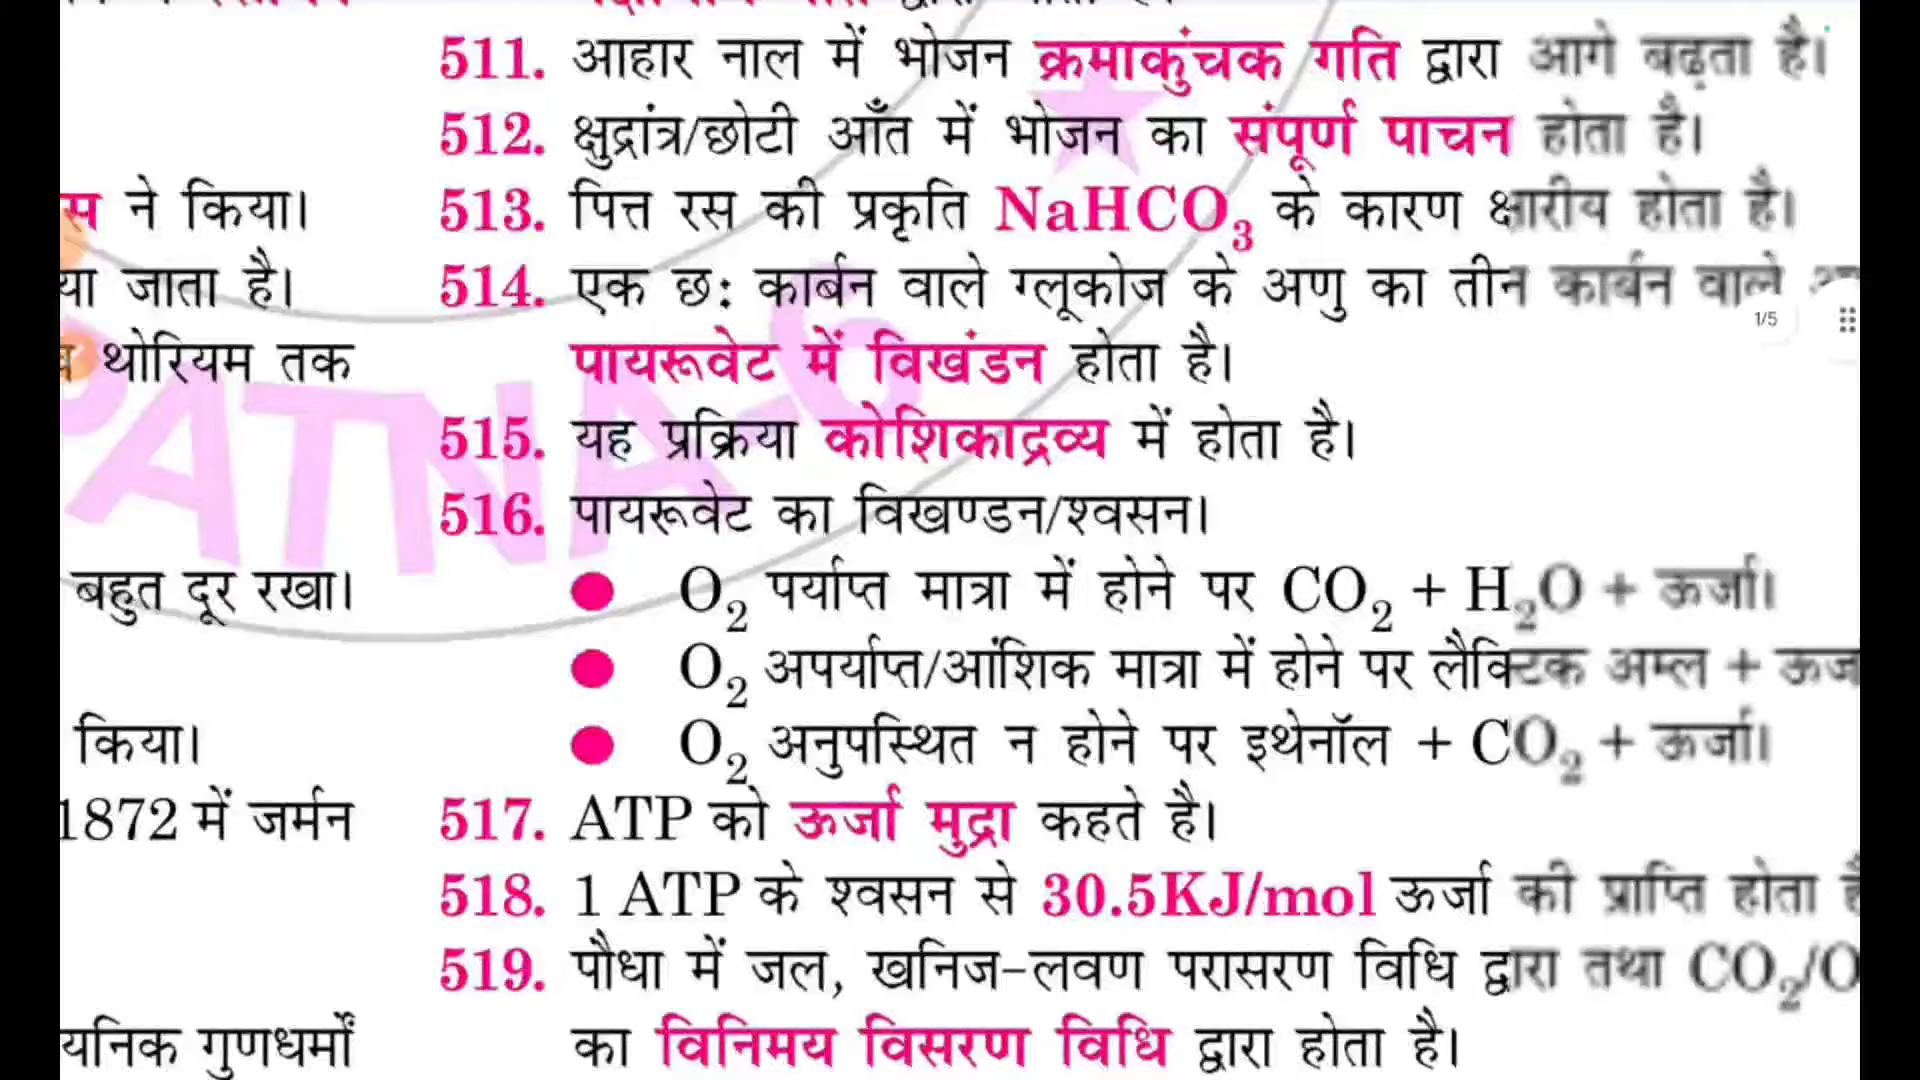 स ने किया।
या जाता है।
थोरियम तक
बहुत दूर रखा।
किया।
1872 में जर्मन
यनिक गुणधर्मों
511. आहार नाल में भोजन क्रमाकुंचक गति द्वारा आगे बढ़ता है।
512. क्षुद्रांत्र/छोटी आँत में भोजन का संपूर्ण पाचन होता है।
513. पित्त रस की प्रकृति NaHCO₃ के कारण क्षारीय होता है।
514. एक छ: कार्बन वाले ग्लूकोज के अणु का तीन कार्बन वाले
पायरूवेट में विखंडन होता है।
515. यह प्रक्रिया कोशिकाद्रव्य में होता है।
516. पायरूवेट का विखण्डन/श्वसन।
● O₂ पर्याप्त मात्रा में होने पर CO₂ + H₂O + ऊर्जा।
● O₂ अपर्याप्त/आंशिक मात्रा में होने पर लैक्टिक अम्ल +
● O₂ अनुपस्थित न होने पर इथेनॉल + CO₂ + ऊर्जा।
517. ATP को ऊर्जा मुद्रा कहते है।
518. 1 ATP के श्वसन से 30.5KJ/mol ऊर्जा की प्राप्ति होता
519. पौधा में जल, खनिज-लवण परासरण विधि द्वारा तथा CO₂/O
का विनिमय विसरण विधि द्वारा होता है।
1/5
PATNA-6